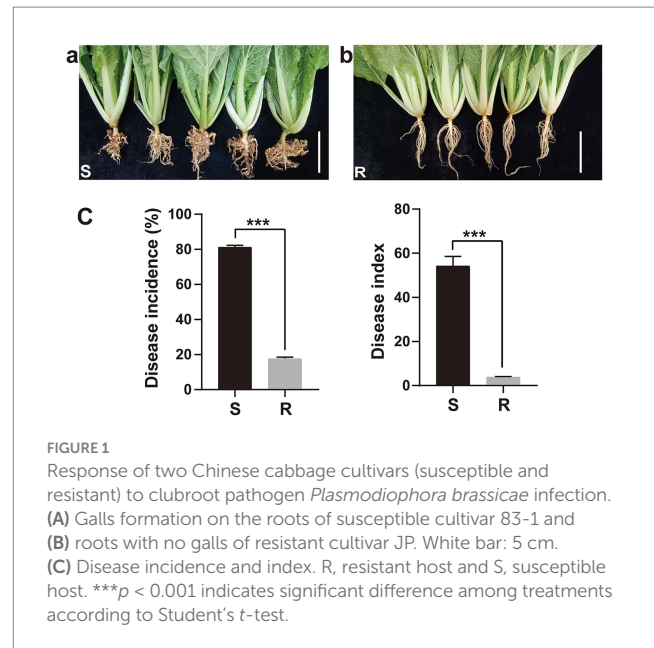 a
b
S
R
C
Disease incidence (%)
100
80
60
40
20
0
***
S
R
Disease index
80
60
40
20
0
***
S
R
FIGURE 1
Response of two Chinese cabbage cultivars (susceptible and
resistant) to clubroot pathogen Plasmodiophora brassicae infection.
(A) Galls formation on the roots of susceptible cultivar 83-1 and
(B) roots with no galls of resistant cultivar JP. White bar: 5 cm.
(C) Disease incidence and index. R, resistant host and S, susceptible
host. ***p < 0.001 indicates significant difference among treatments
according to Student’s t-test.